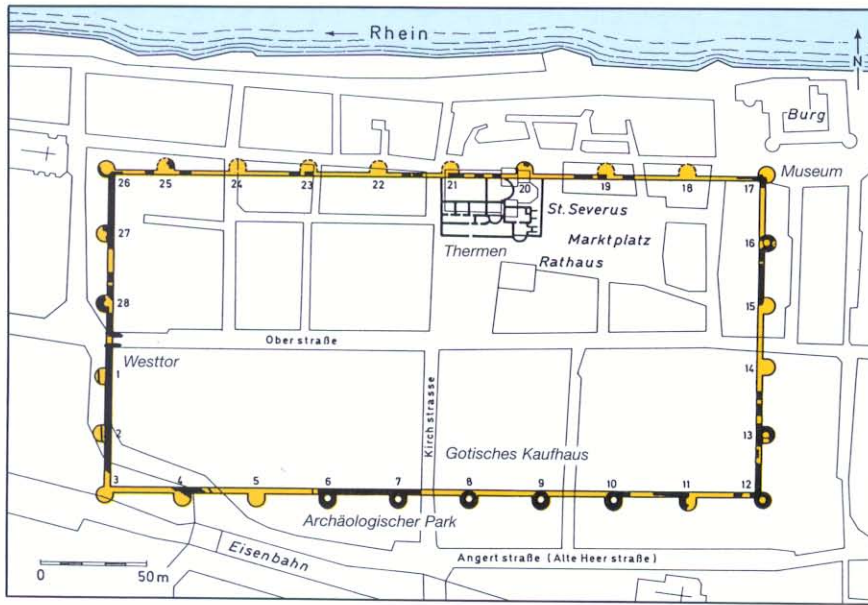 Rhein
N
Burg
Museum
26 25 24 23 22 21 20 19 18 17
St. Severus
27
Thermen
Marktplatz
16
Rathaus
28
15
Oberstraße
Westtor
14
1
Kirchstrasse
2
13
Gotisches Kaufhaus
3 4 5 6 7 8 9 10 11 12
Archäologischer Park
Eisenbahn
Angertstraße (Alte Heerstraße)
0 50 m